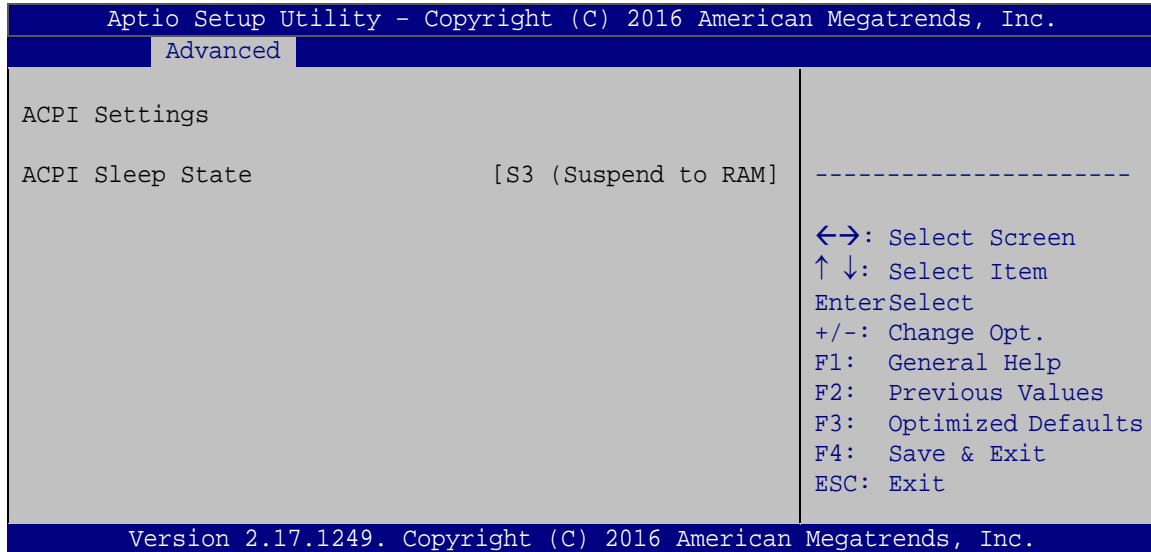 Aptio Setup Utility – Copyright (C) 2016 American Megatrends, Inc.
Advanced
ACPI Settings
ACPI Sleep State [S3 (Suspend to RAM]
----------------------
←→: Select Screen
↑ ↓: Select Item
EnterSelect
+/-: Change Opt.
F1: General Help
F2: Previous Values
F3: Optimized Defaults
F4: Save & Exit
ESC: Exit
Version 2.17.1249. Copyright (C) 2016 American Megatrends, Inc.